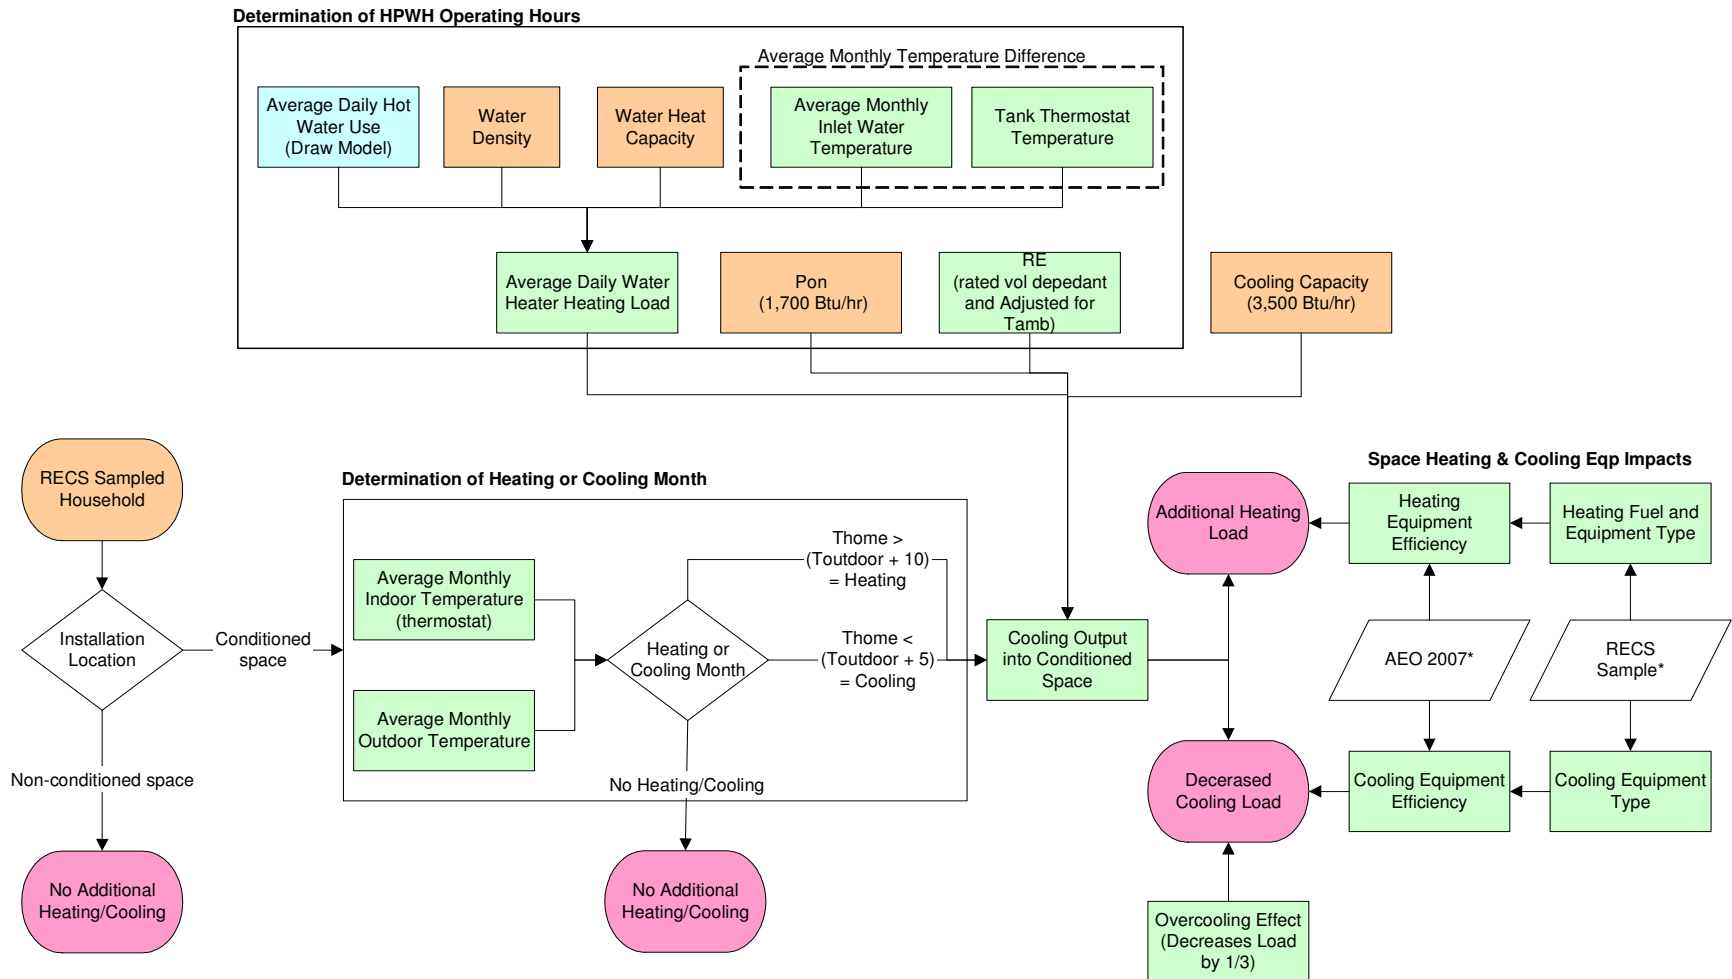 Determination of HPWH Operating Hours
Average Monthly Temperature Difference
Average Daily Hot
Water Use
(Draw Model)
Water
Density
Water Heat
Capacity
Average Monthly
Inlet Water
Temperature
Tank Thermostat
Temperature
Average Daily Water
Heater Heating Load
Pon
(1,700 Btu/hr)
RE
(rated vol depedant
and Adjusted for
Tamb)
Cooling Capacity
(3,500 Btu/hr)
RECS Sampled
Household
Installation
Location
Conditioned
space
Non-conditioned space
No Additional
Heating/Cooling
Determination of Heating or Cooling Month
Average Monthly
Indoor Temperature
(thermostat)
Average Monthly
Outdoor Temperature
Heating or
Cooling Month
Thome >
(Toutdoor + 10)
= Heating
Thome <
(Toutdoor + 5)
= Cooling
No Heating/Cooling
No Additional
Heating/Cooling
Cooling Output
into Conditioned
Space
Space Heating & Cooling Eqp Impacts
Additional Heating
Load
Heating
Equipment
Efficiency
Heating Fuel and
Equipment Type
AEO 2007*
RECS
Sample*
Decerased
Cooling Load
Cooling Equipment
Efficiency
Cooling Equipment
Type
Overcooling Effect
(Decreases Load
by 1/3)